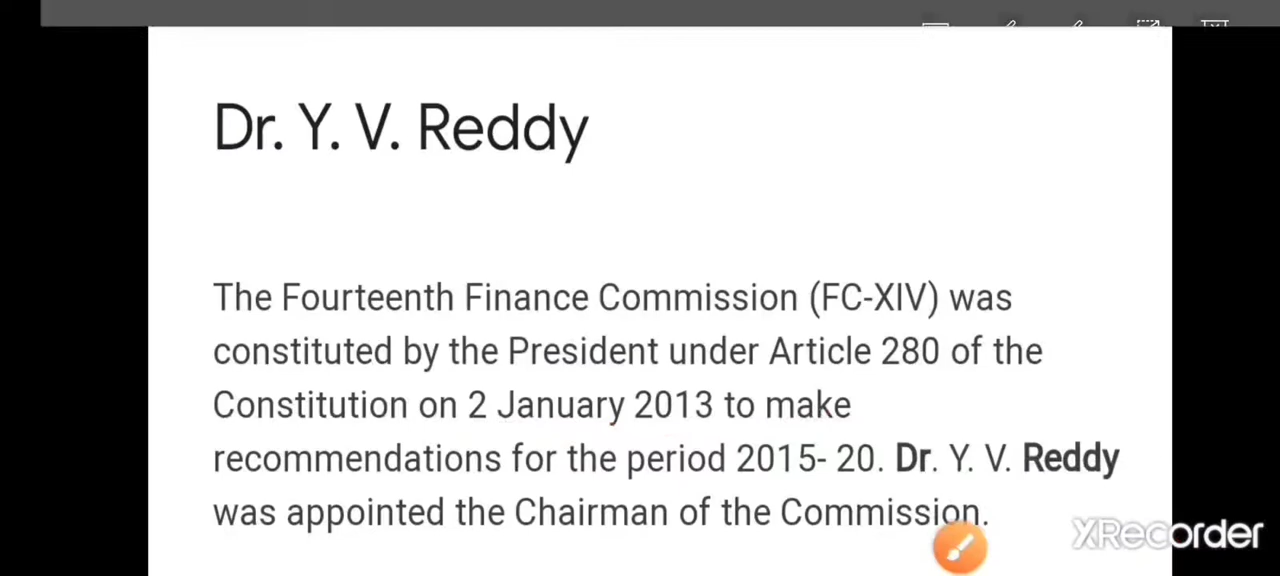 Dr. Y. V. Reddy
The Fourteenth Finance Commission (FC-XIV) was
constituted by the President under Article 280 of the
Constitution on 2 January 2013 to make
recommendations for the period 2015- 20. Dr. Y. V. Reddy
was appointed the Chairman of the Commission.
XRecorder